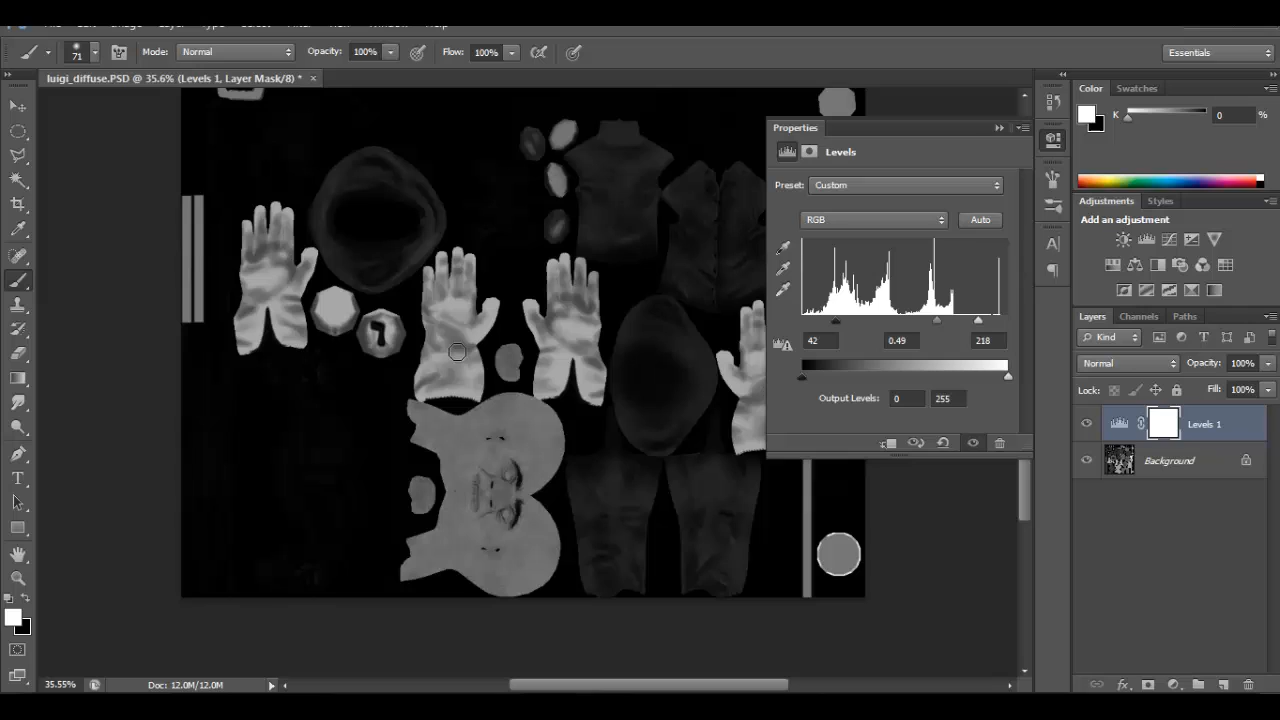 Mode: Normal Opacity: 100% Flow: 100% Essentials
71
luigi_diffuse.PSD @ 35.6% (Levels 1, Layer Mask/8) * ×
Color Swatches
K 0 %
Properties
Levels
Preset: Custom
RGB Auto
42 0.49 218
Output Levels: 0 255
Adjustments Styles
Add an adjustment
Layers Channels Paths
Kind
Normal Opacity: 100%
Lock: Fill: 100%
Levels 1
Background
35.55% Doc: 12.0M/12.0M